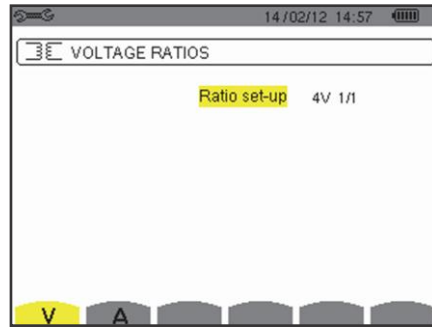 14/02/12 14:57
VOLTAGE RATIOS
Ratio set-up 4V 1/1
V A